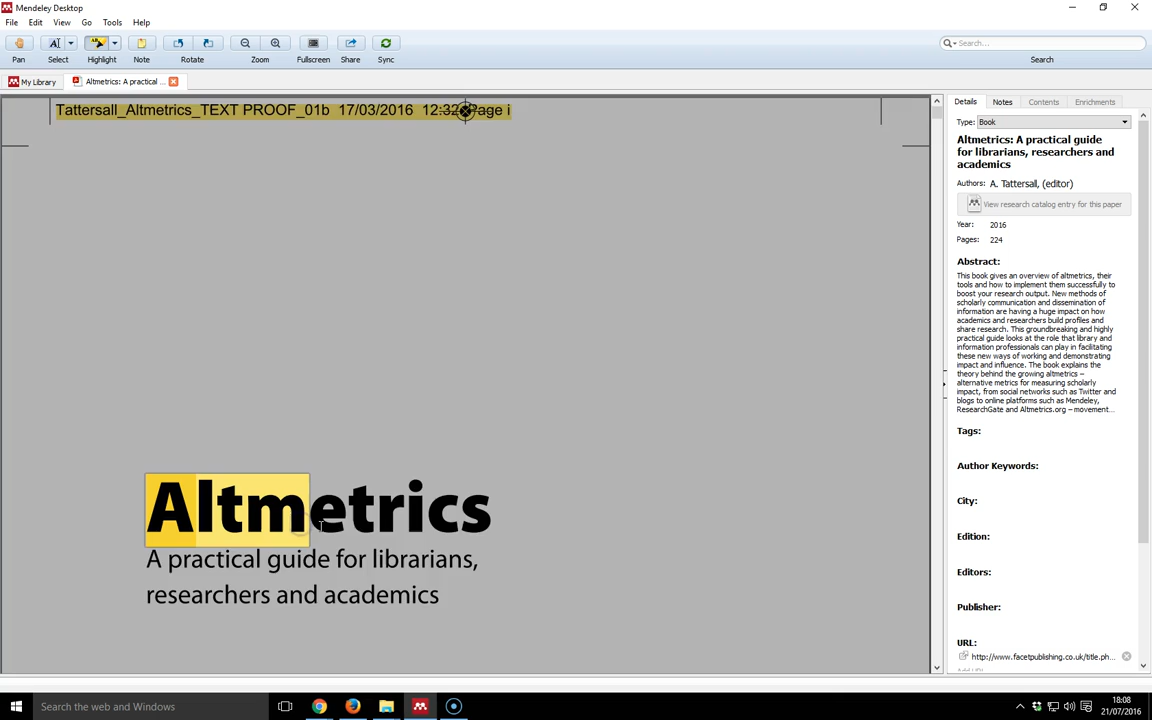 Mendeley Desktop
File Edit View Go Tools Help
Pan Select Highlight Note Rotate Zoom Fullscreen Share Sync
Search...
Search
My Library Altmetrics: A practical ...
Tattersall_Altmetrics_TEXT PROOF_01b 17/03/2016 12:32 Page i
Altmetrics
A practical guide for librarians,
researchers and academics
Details Notes Contents Enrichments
Type: Book
Altmetrics: A practical guide
for librarians, researchers and
academics
Authors: A. Tattersall, (editor)
View research catalog entry for this paper
Year: 2016
Pages: 224
Abstract:
This book gives an overview of altmetrics, their
tools and how to implement them successfully to
boost your research output. New methods of
scholarly communication and dissemination of
information are having a huge impact on how
academics and researchers build profiles and
share research. This groundbreaking and highly
practical guide looks at the role that library and
information professionals can play in facilitating
these new ways of working and demonstrating
impact and influence. The book explains the
theory behind the growing altmetrics –
alternative metrics for measuring scholarly
impact, from social networks such as Twitter and
blogs to online platforms such as Mendeley,
ResearchGate and Altmetrics.org – movement...
Tags:
Author Keywords:
City:
Edition:
Editors:
Publisher:
URL:
http://www.facetpublishing.co.uk/title.ph...
Search the web and Windows
18:08
21/07/2016